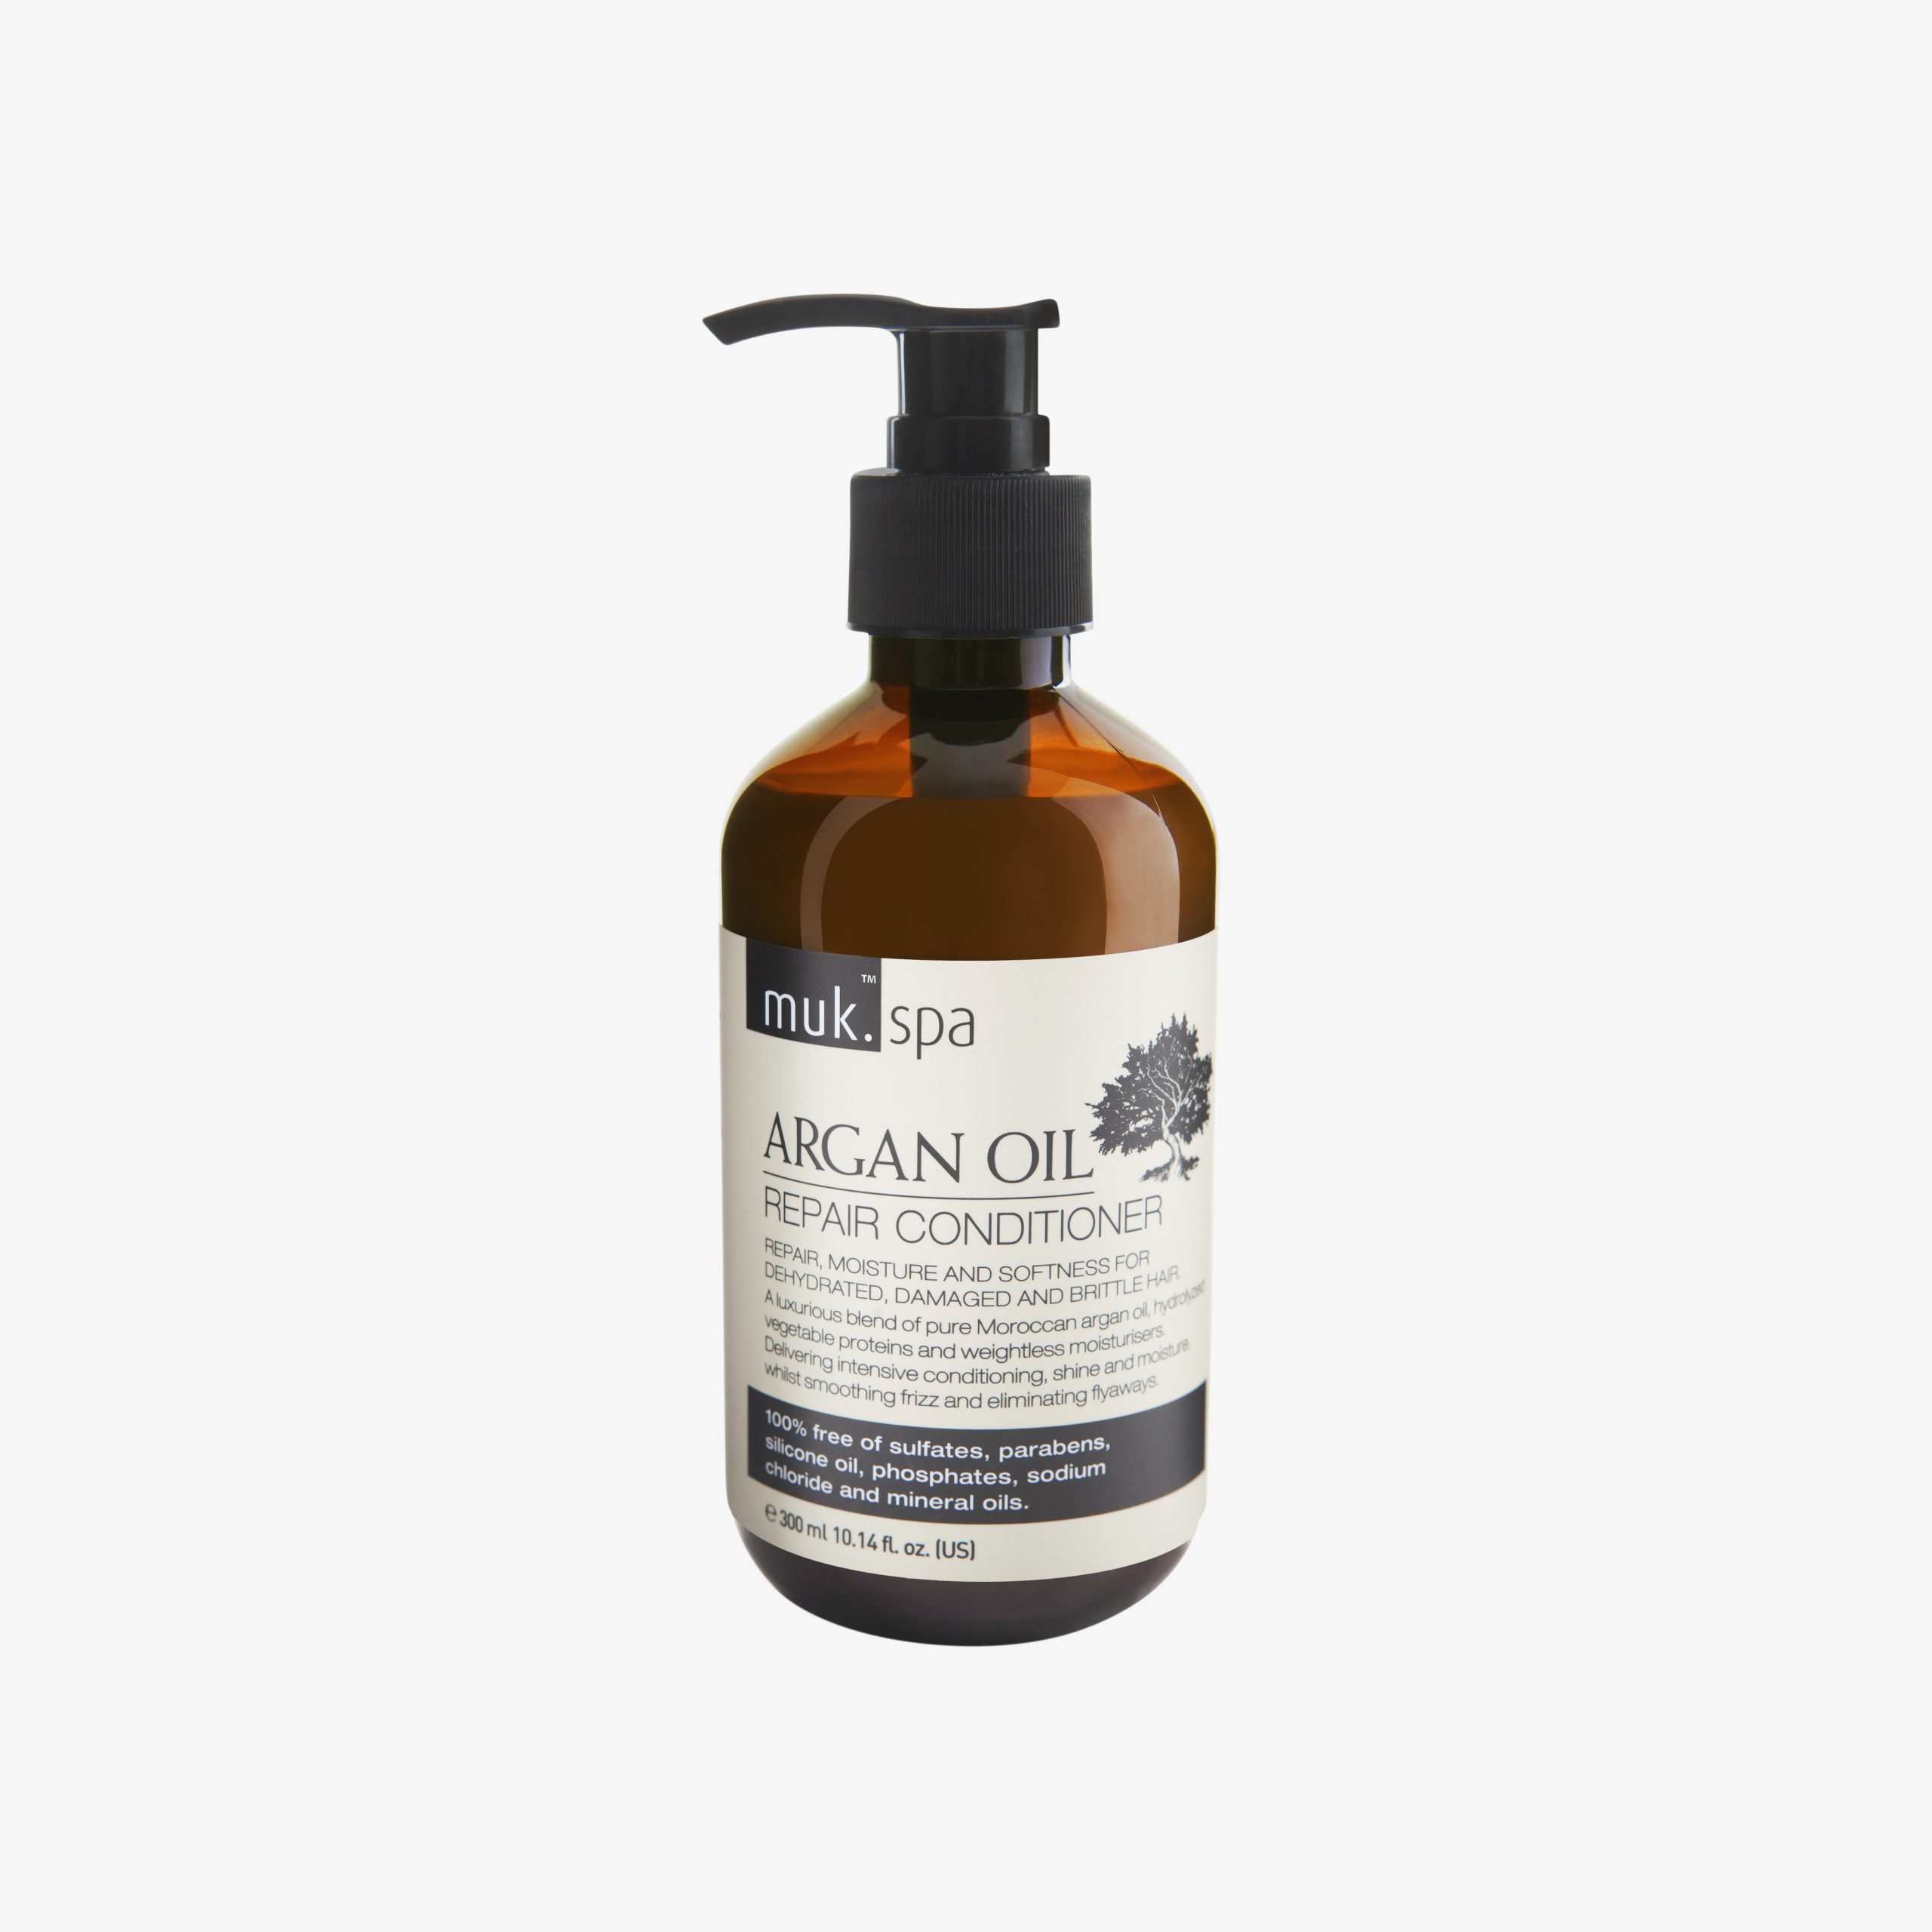 muk.™ spa
ARGAN OIL
REPAIR CONDITIONER
REPAIR, MOISTURE AND SOFTNESS FOR
DEHYDRATED, DAMAGED AND BRITTLE HAIR.
A luxurious blend of pure Moroccan argan oil, hydrolyzed
vegetable proteins and weightless moisturisers.
Delivering intensive conditioning, shine and moisture,
whilst smoothing frizz and eliminating flyaways.
100% free of sulfates, parabens,
silicone oil, phosphates, sodium
chloride and mineral oils.
℮ 300 ml 10.14 fl. oz. (US)